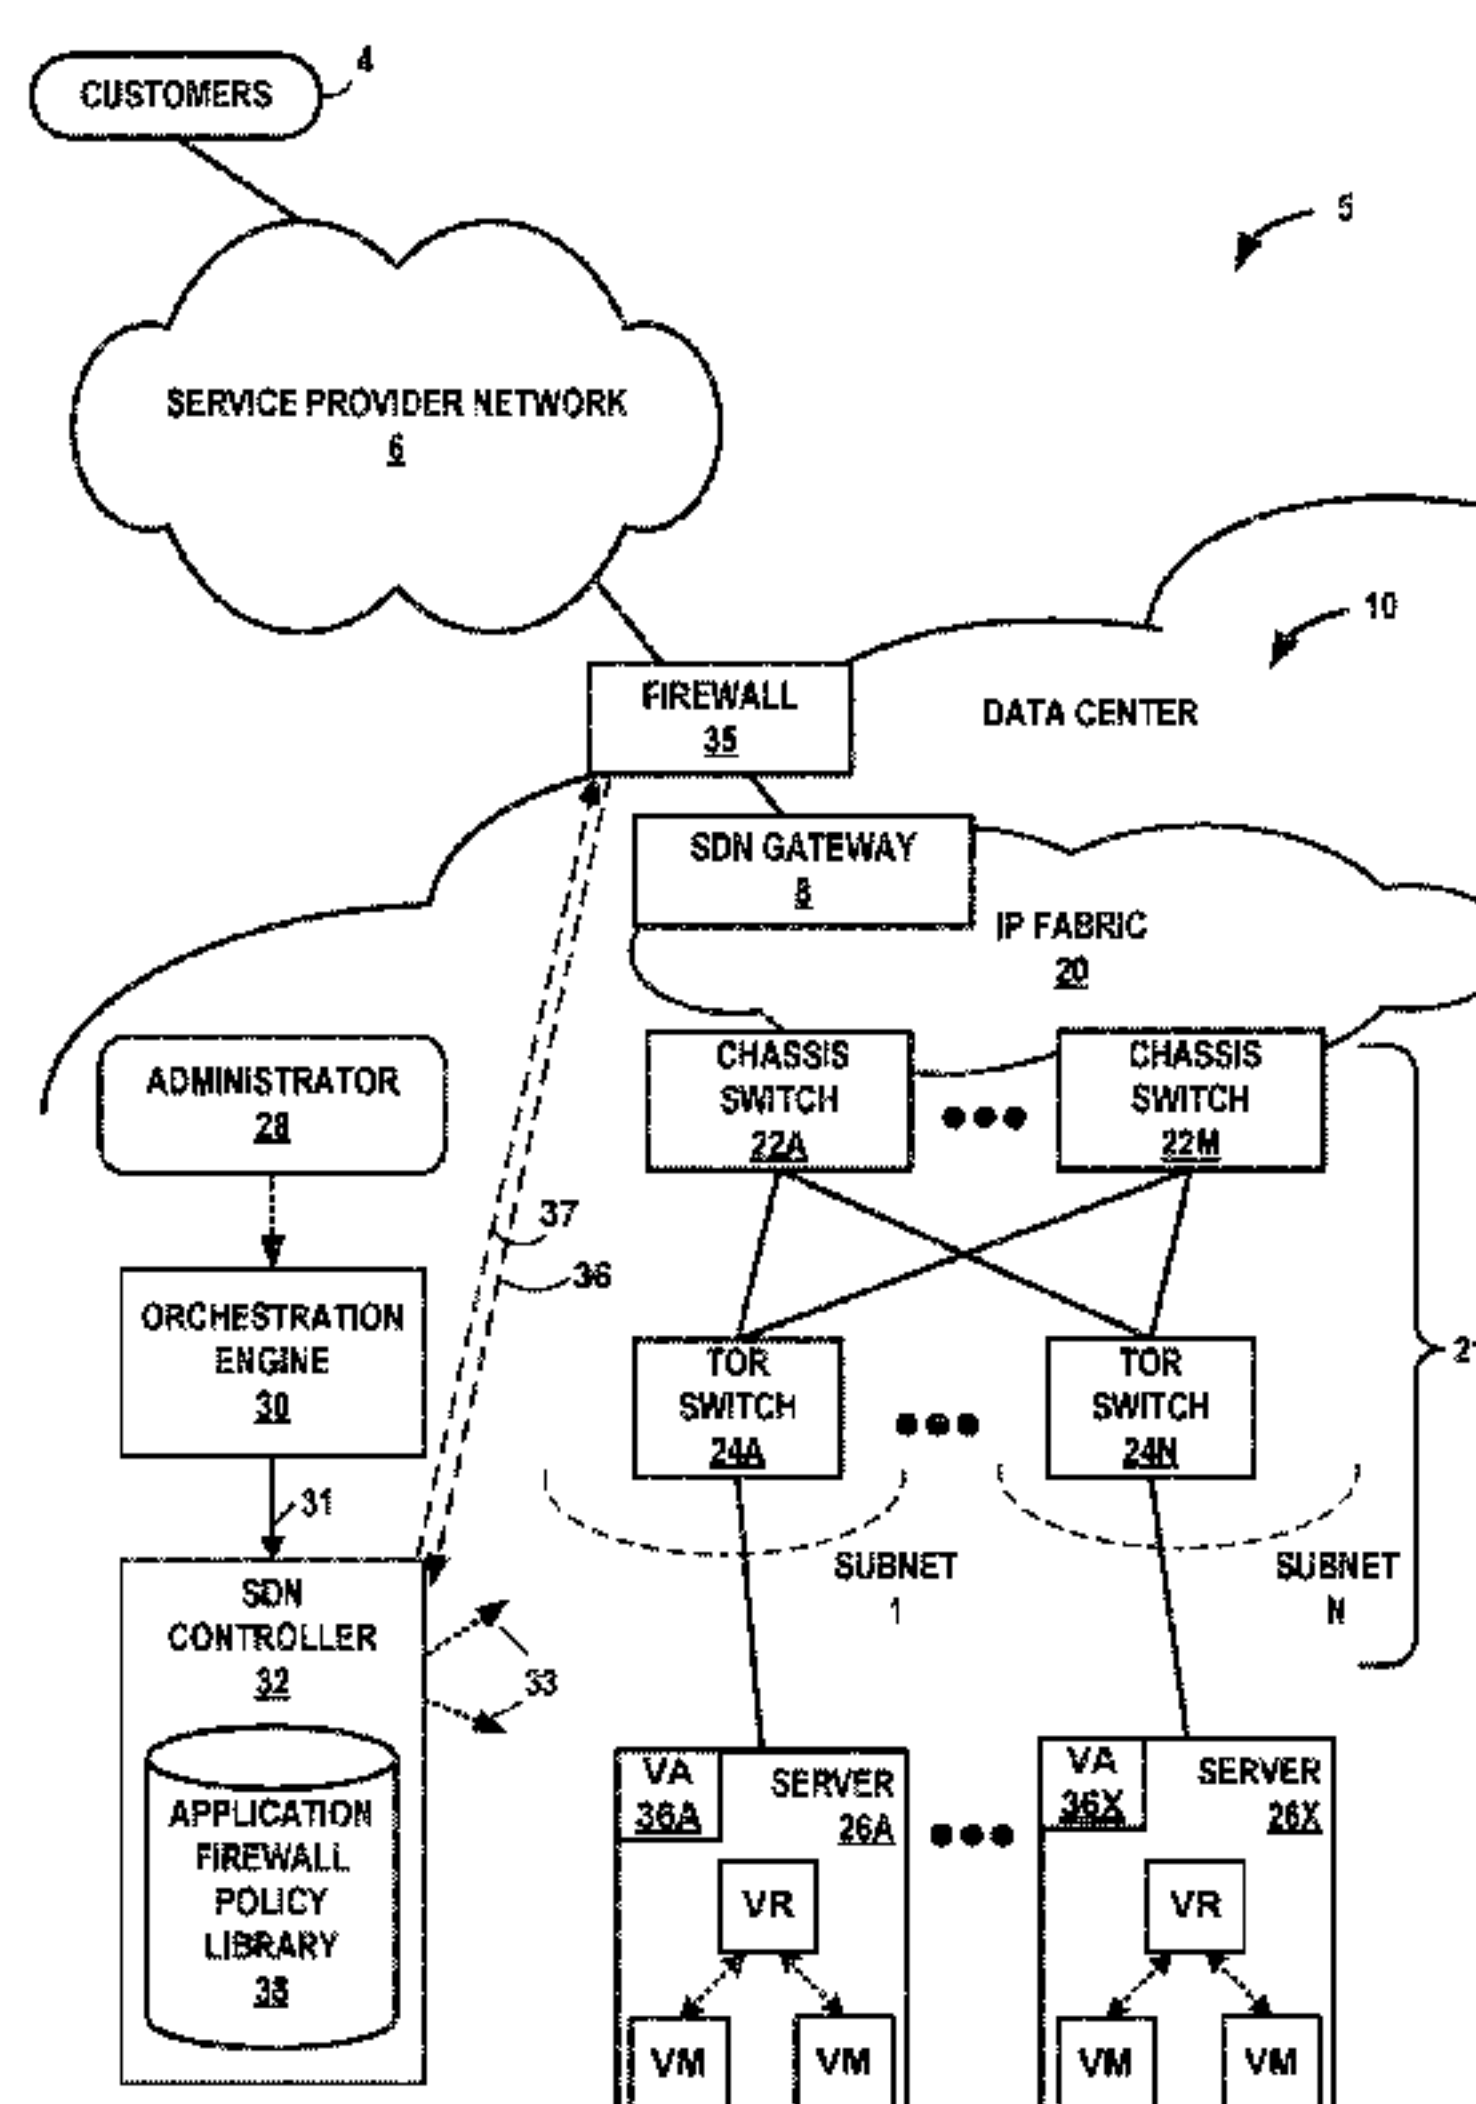 CUSTOMERS
4
5
SERVICE PROVIDER NETWORK
6
10
FIREWALL
35
DATA CENTER
SDN GATEWAY
8
IP FABRIC
20
ADMINISTRATOR
28
CHASSIS
SWITCH
22A
CHASSIS
SWITCH
22M
37
36
ORCHESTRATION
ENGINE
30
TOR
SWITCH
24A
TOR
SWITCH
24N
31
SUBNET
1
SUBNET
N
SDN
CONTROLLER
32
33
APPLICATION
FIREWALL
POLICY
LIBRARY
38
VA
36A
SERVER
26A
VR
VM
VM
VA
36X
SERVER
26X
VR
VM
VM